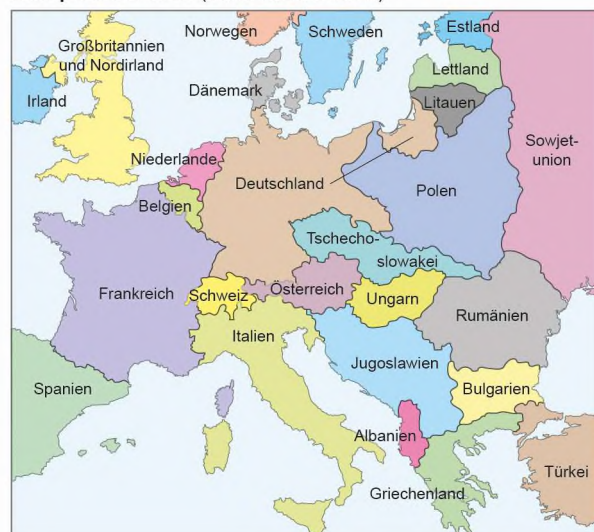 Norwegen
Schweden
Estland
Großbritannien
und Nordirland
Lettland
Irland
Dänemark
Litauen
Sowjet-
union
Niederlande
Deutschland
Polen
Belgien
Tschecho-
slowakei
Frankreich
Schweiz
Österreich
Ungarn
Rumänien
Italien
Jugoslawien
Spanien
Bulgarien
Albanien
Türkei
Griechenland